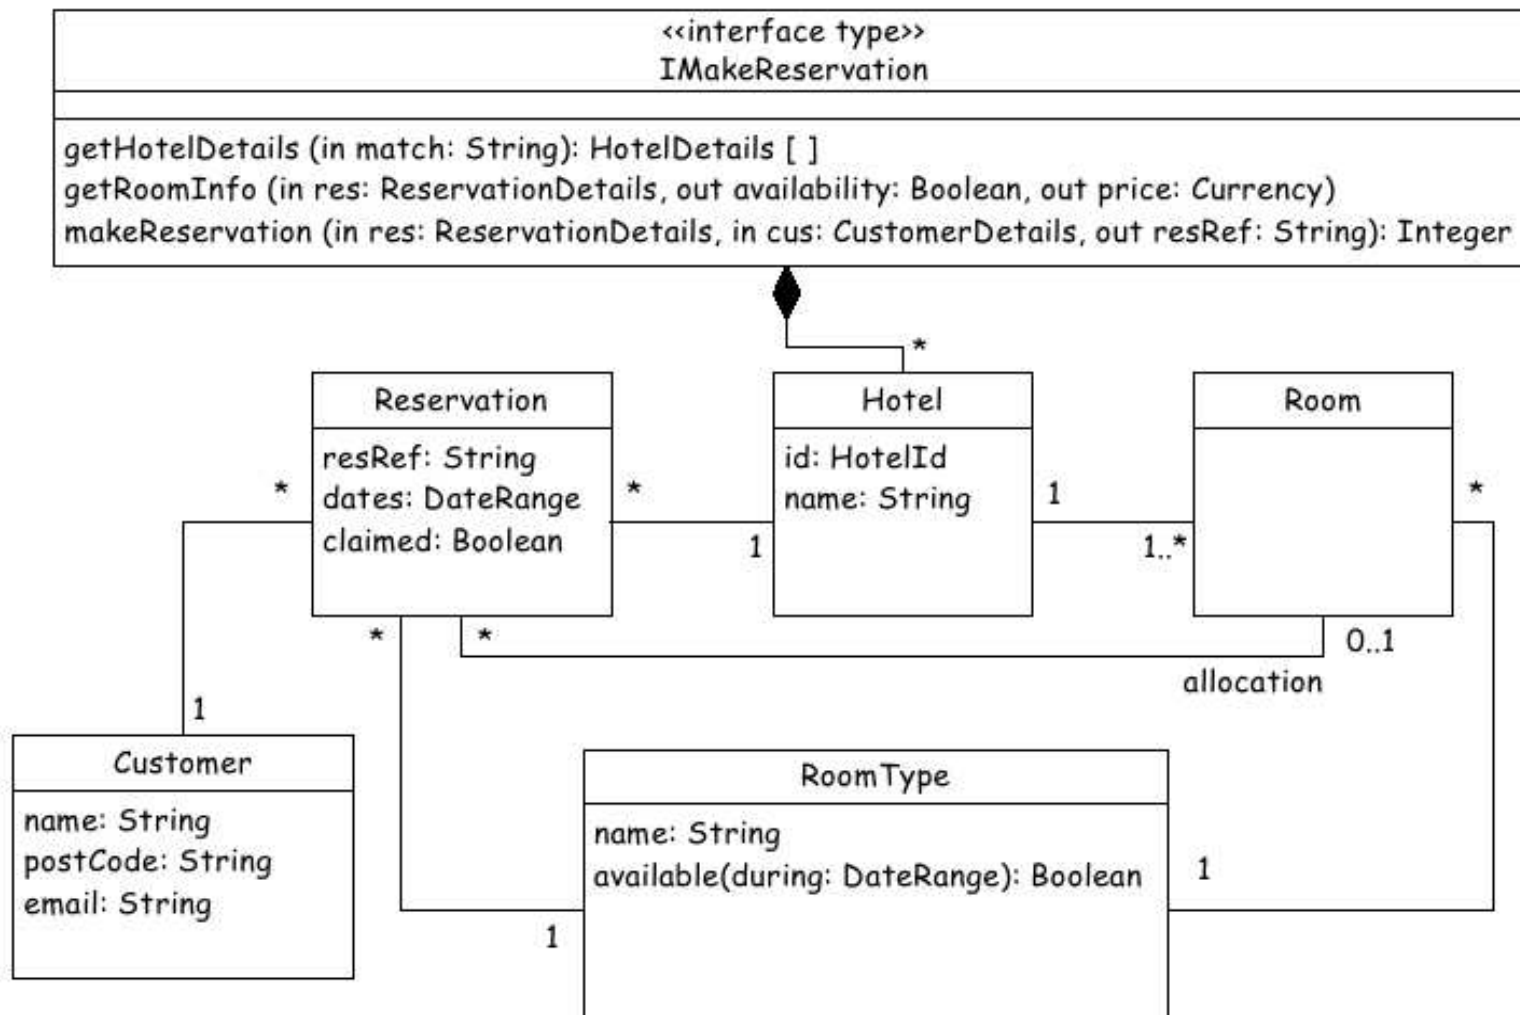 <<interface type>>
IMakeReservation
getHotelDetails (in match: String): HotelDetails [ ]
getRoomInfo (in res: ReservationDetails, out availability: Boolean, out price: Currency)
makeReservation (in res: ReservationDetails, in cus: CustomerDetails, out resRef: String): Integer
*
Reservation
resRef: String
dates: DateRange
claimed: Boolean
Hotel
id: HotelId
name: String
Room
*
*
1
1
1..*
*
*
*
0..1
allocation
1
Customer
name: String
postCode: String
email: String
RoomType
name: String
available(during: DateRange): Boolean
1
1